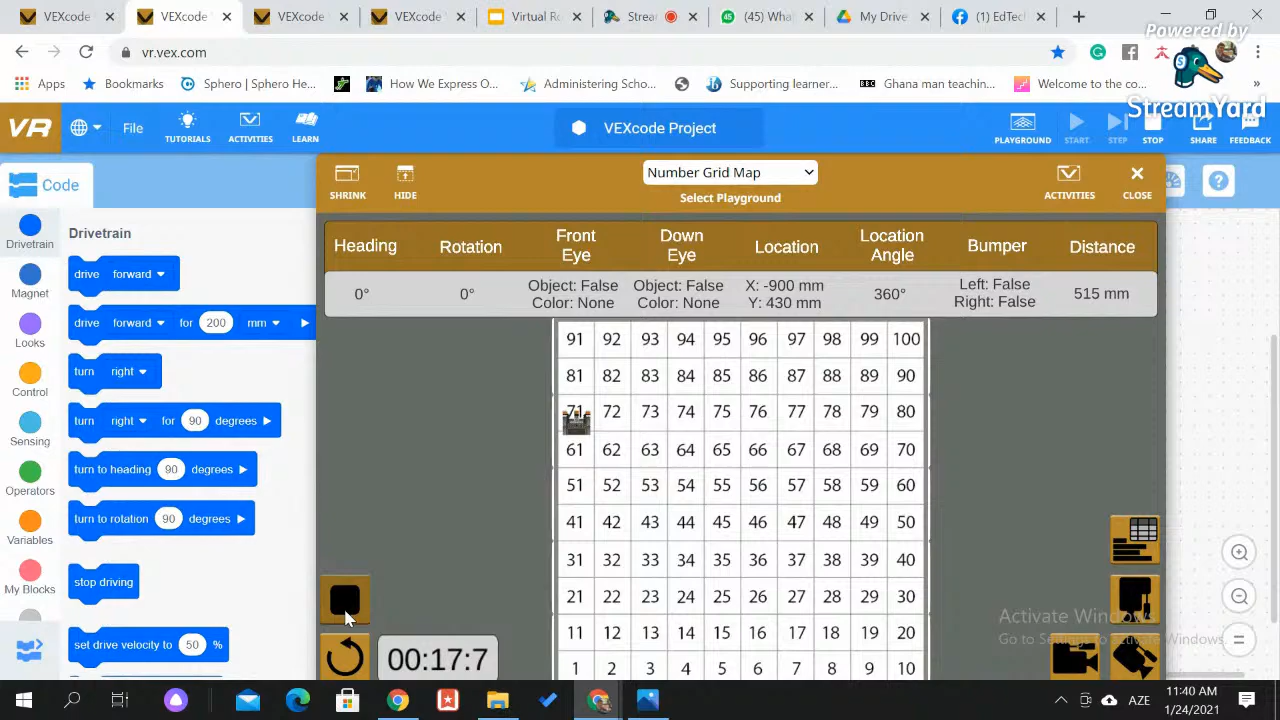 VEXcode
VEXcode
VEXcode
VEXcode
Virtual Ro
Stream
(45) What
My Drive
(1) EdTech
vr.vex.com
Powered by
StreamYard
Apps
Bookmarks
Sphero | Sphero He...
How We Express O...
Administering Scho...
Supporting learner...
BBC
Ghana man teachin...
Welcome to the co...
»
VR
File
TUTORIALS
ACTIVITIES
LEARN
VEXcode Project
PLAYGROUND
START
STEP
STOP
SHARE
FEEDBACK
Code
SHRINK
HIDE
Number Grid Map
Select Playground
ACTIVITIES
CLOSE
Drivetrain
Magnet
Looks
Control
Sensing
Operators
Variables
My Blocks
Drivetrain
drive forward
drive forward for 200 mm
turn right
turn right for 90 degrees
turn to heading 90 degrees
turn to rotation 90 degrees
stop driving
set drive velocity to 50 %
Heading Rotation Front Eye Down Eye Location Location Angle Bumper Distance
0° 0° Object: False Object: False X: -900 mm 360° Left: False 515 mm
Color: None Color: None Y: 430 mm Right: False
91 92 93 94 95 96 97 98 99 100
81 82 83 84 85 86 87 88 89 90
71 72 73 74 75 76 77 78 79 80
61 62 63 64 65 66 67 68 69 70
51 52 53 54 55 56 57 58 59 60
41 42 43 44 45 46 47 48 49 50
31 32 33 34 35 36 37 38 39 40
21 22 23 24 25 26 27 28 29 30
11 12 13 14 15 16 17 18 19 20
1 2 3 4 5 6 7 8 9 10
00:17:7
Activate Windows
Go to Settings to activate Windows.
AZE
11:40 AM
1/24/2021